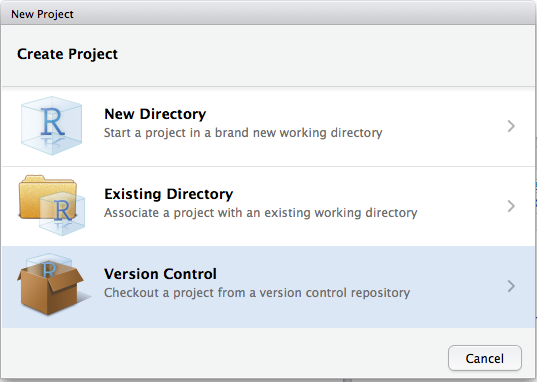 New Project
Create Project
R
New Directory
Start a project in a brand new working directory
R
Existing Directory
Associate a project with an existing working directory
R
Version Control
Checkout a project from a version control repository
Cancel